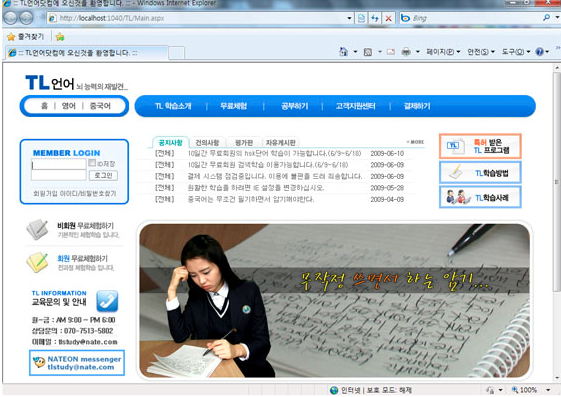 :: TL언어닷컴에 오신것을 환영합니다. :: - Windows Internet Explorer
http://localhost:1040/TL/Main.aspx
Bing
즐겨찾기
:: TL언어닷컴에 오신것을 환영합니다. ::
페이지(P) 안전(S) 도구(O)
TL언어 뇌 능력의 재발견...
홈 | 영어 | 중국어
TL 학습소개 | 무료체험 | 공부하기 | 고객지원센터 | 결제하기
MEMBER LOGIN
ID저장
로그인
회원가입 아이디/비밀번호찾기
공지사항 건의사항 평가판 자유게시판 MORE
[전체] 10일간 무료회원의 hsk단어 학습이 가능합니다.(6/9~6/18) 2009-06-10
[전체] 10일간 무료회원 검색학습 이용가능합니다.(6/9~6/18) 2009-06-09
[전체] 결제 시스템 점검중입니다. 이용에 불편을 드려 죄송합니다. 2009-06-09
[전체] 원활한 학습을 하려면 IE 설정을 변경하십시오. 2009-05-28
[전체] 중국어는 무조건 필기하면서 암기해야한다. 2009-04-09
특허 받은
TL 프로그램
TL학습방법
TL학습사례
비회원 무료체험하기
기본적인 체험학습 입니다.
회원 무료체험하기
전과정 체험학습 입니다.
TL INFORMATION
교육문의 및 안내
월-금 : AM 9:00 ~ PM 6:00
상담문의 : 070-7513-5802
이메일 : tlstudy@nate.com
NATEON messenger
tlstudy@nate.com
무작정 쓰면서 하는 암기...
인터넷 | 보호 모드: 해제
100%